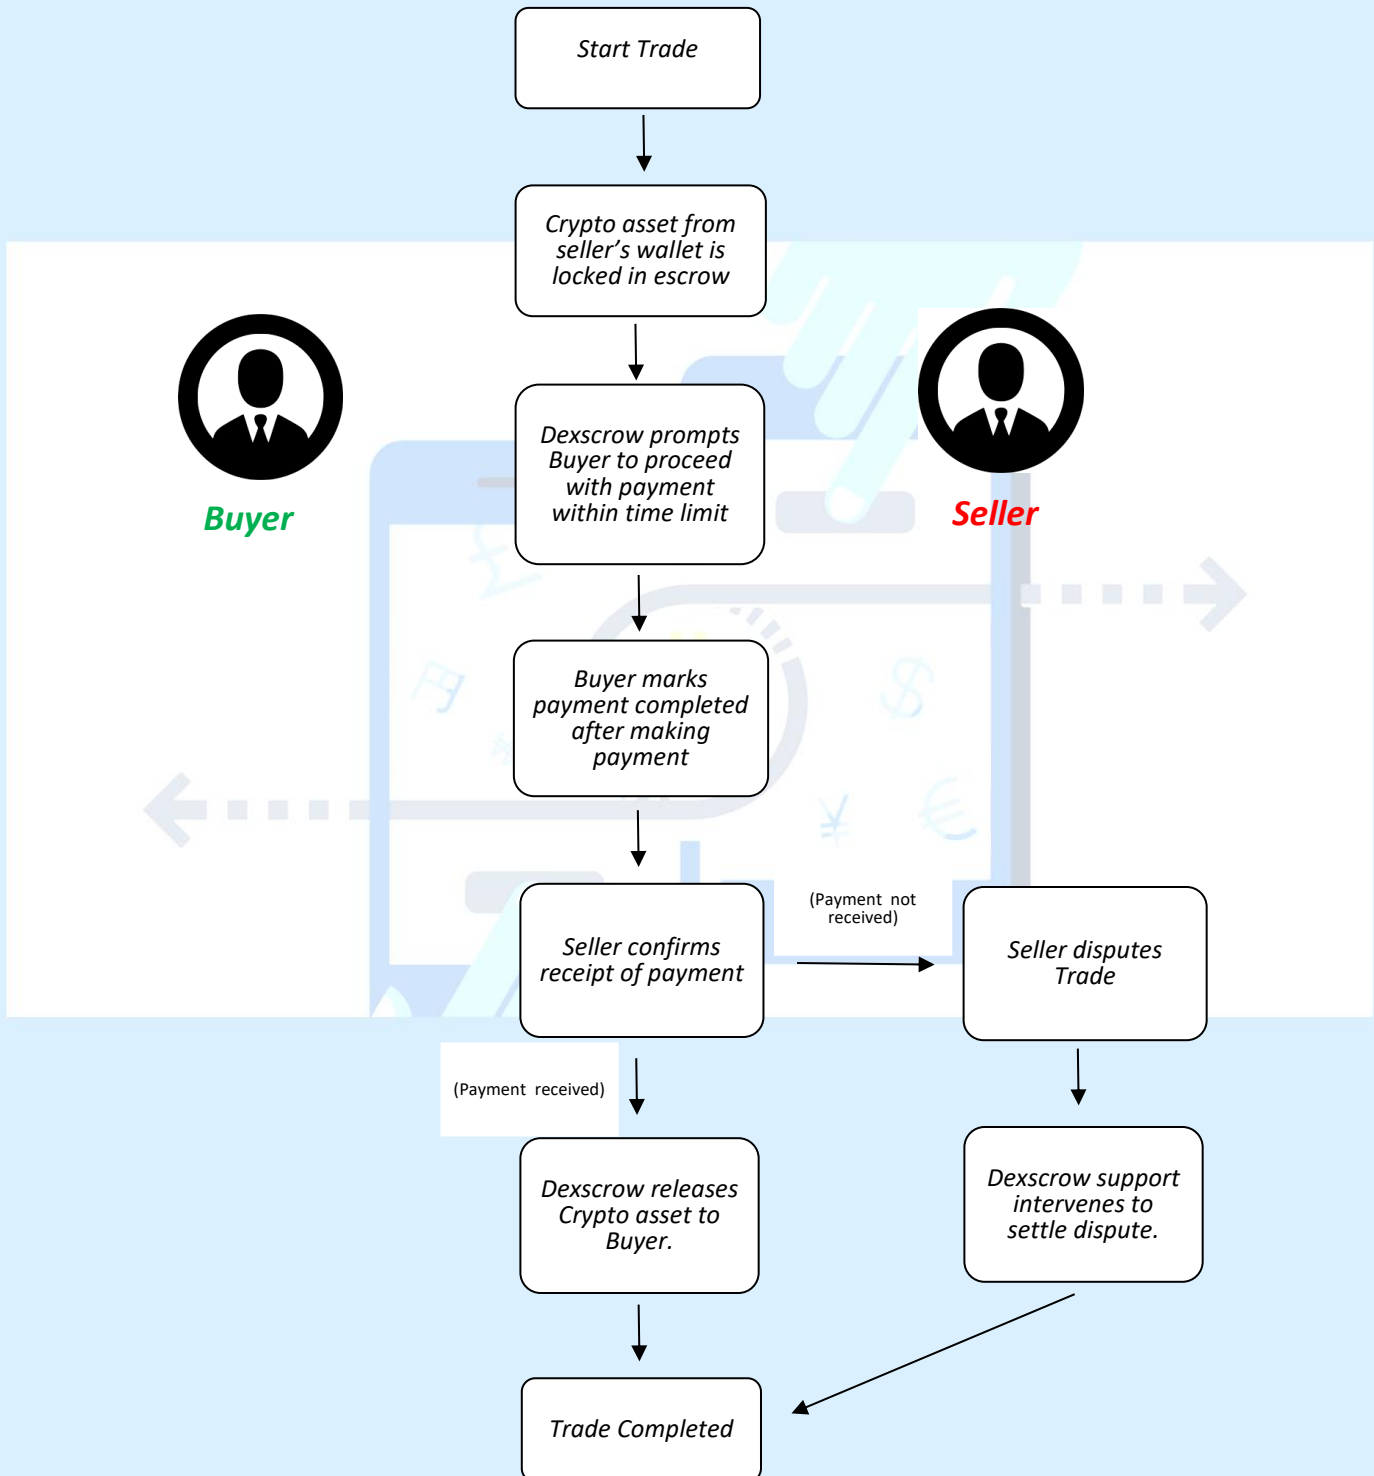 Start Trade
Crypto asset from
seller’s wallet is
locked in escrow
Dexscrow prompts
Buyer to proceed
with payment
within time limit
Buyer
Seller
£
Buyer marks
payment completed
after making
payment
$
¥
€
Seller confirms
receipt of payment
(Payment not
received)
Seller disputes
Trade
(Payment received)
Dexscrow releases
Crypto asset to
Buyer.
Dexscrow support
intervenes to
settle dispute.
Trade Completed